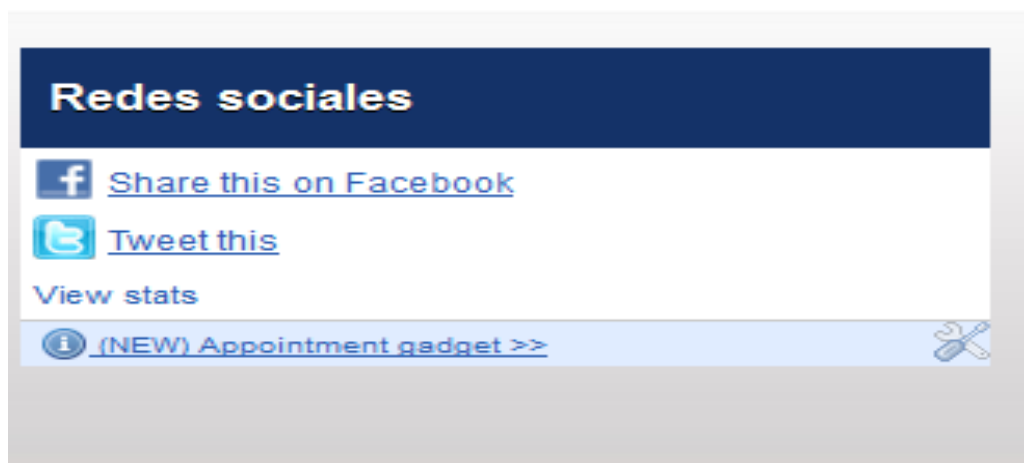 Redes sociales
Share this on Facebook
Tweet this
View stats
(NEW) Appointment gadget >>